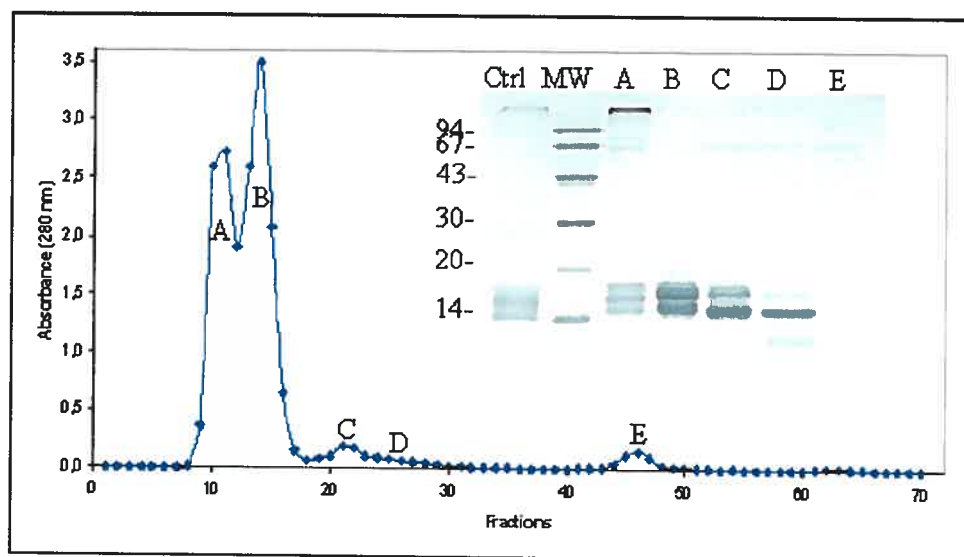 3,5
3,0
2,5
2,0
1,5
1,0
0,5
0,0
Absorbance (280 nm)
0
10
20
30
40
50
60
70
Fractions
A
B
C
D
E
Ctrl MW A B C D E
94-
67-
43-
30-
20-
14-